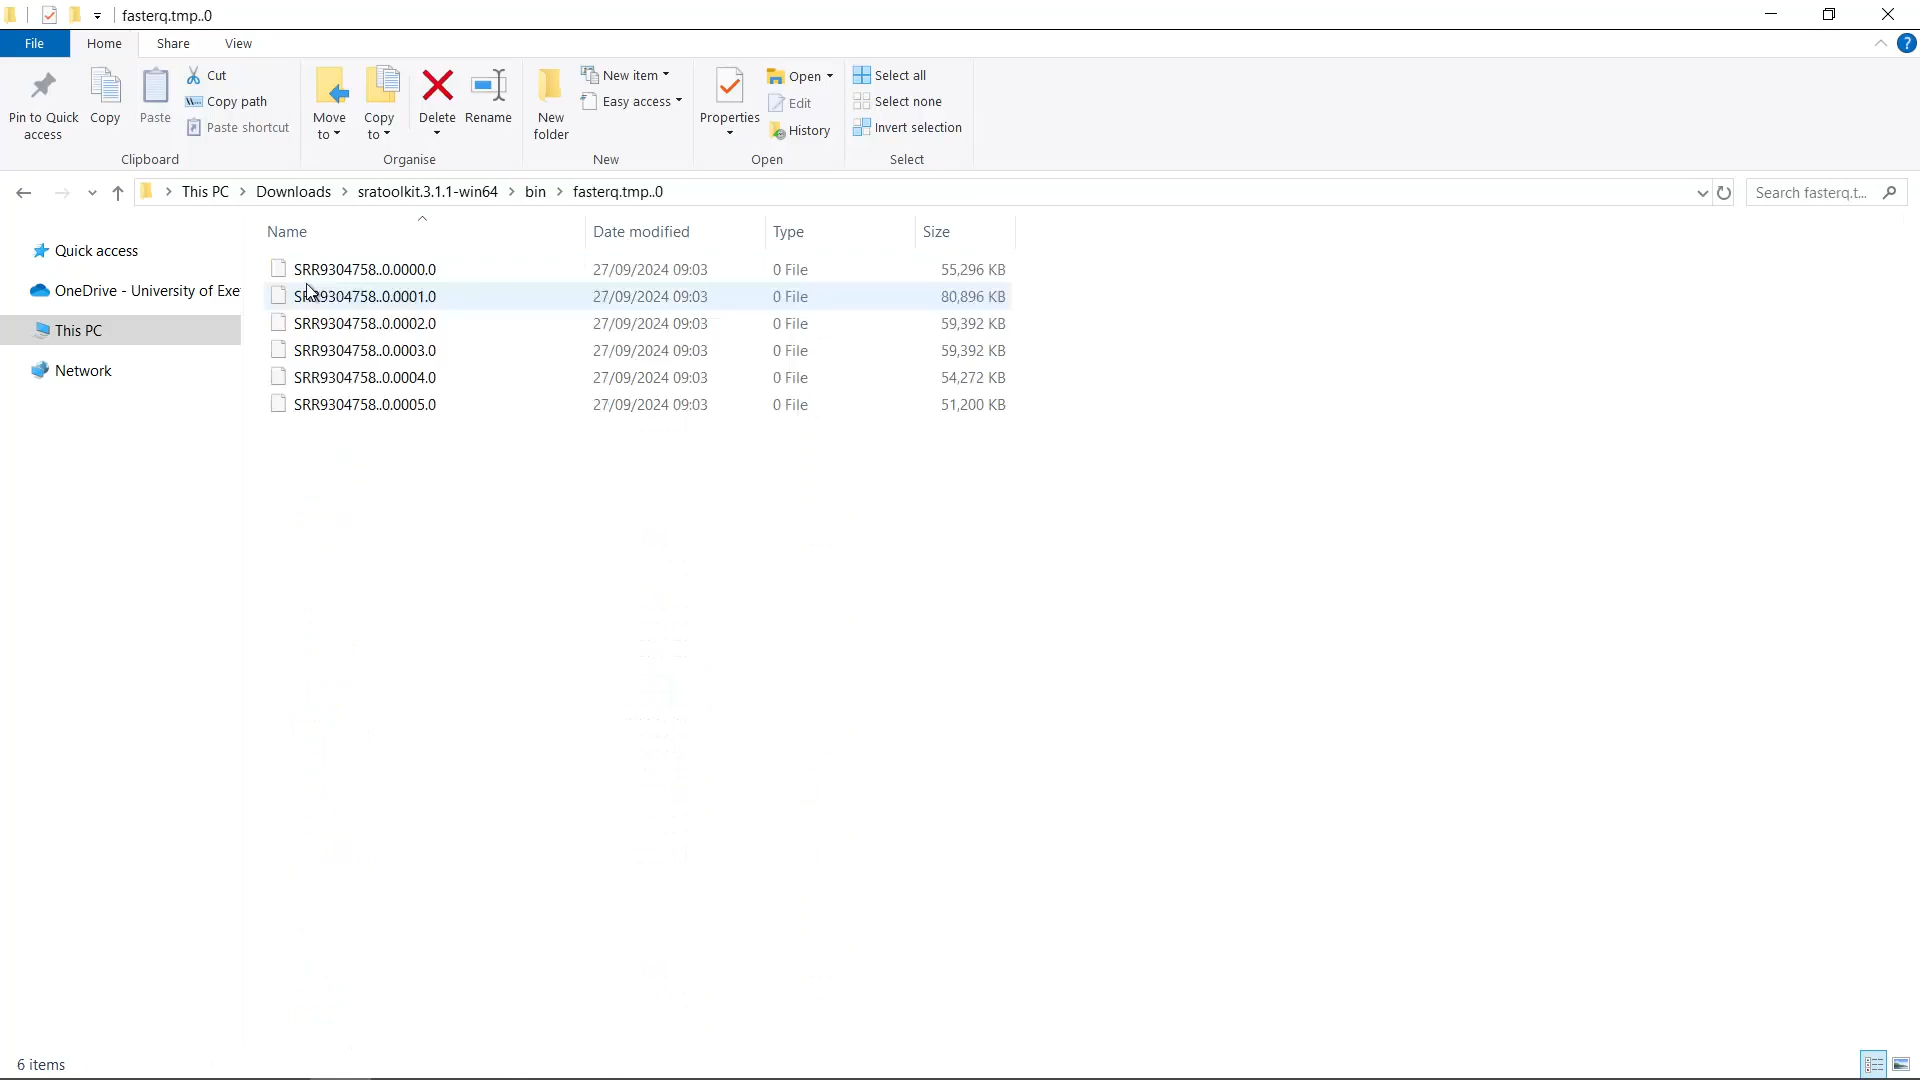 fasterq.tmp..0
File Home Share View
Pin to Quick access
Copy
Paste
Cut
Copy path
Paste shortcut
Clipboard
Move to
Copy to
Delete
Rename
Organise
New folder
New item
Easy access
New
Properties
Open
Edit
History
Open
Select all
Select none
Invert selection
Select
This PC > Downloads > sratoolkit.3.1.1-win64 > bin > fasterq.tmp..0
Search fasterq.t...
Quick access
OneDrive - University of Exe
This PC
Network
Name Date modified Type Size
SRR9304758..0.0000.0 27/09/2024 09:03 0 File 55,296 KB
SRR9304758..0.0001.0 27/09/2024 09:03 0 File 80,896 KB
SRR9304758..0.0002.0 27/09/2024 09:03 0 File 59,392 KB
SRR9304758..0.0003.0 27/09/2024 09:03 0 File 59,392 KB
SRR9304758..0.0004.0 27/09/2024 09:03 0 File 54,272 KB
SRR9304758..0.0005.0 27/09/2024 09:03 0 File 51,200 KB
6 items